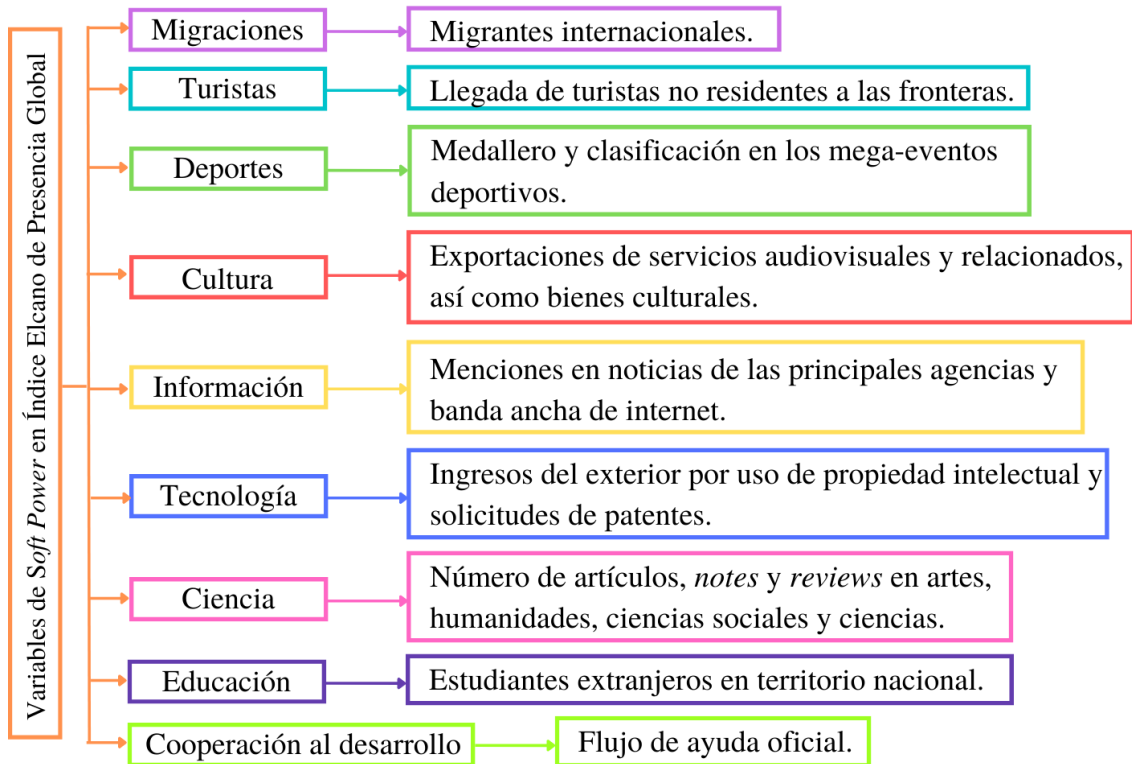 Variables de Soft Power en Índice Elcano de Presencia Global
Migraciones
Migrantes internacionales.
Turistas
Llegada de turistas no residentes a las fronteras.
Deportes
Medallero y clasificación en los mega-eventos
deportivos.
Cultura
Exportaciones de servicios audiovisuales y relacionados,
así como bienes culturales.
Información
Menciones en noticias de las principales agencias y
banda ancha de internet.
Tecnología
Ingresos del exterior por uso de propiedad intelectual y
solicitudes de patentes.
Ciencia
Número de artículos, notes y reviews en artes,
humanidades, ciencias sociales y ciencias.
Educación
Estudiantes extranjeros en territorio nacional.
Cooperación al desarrollo
Flujo de ayuda oficial.